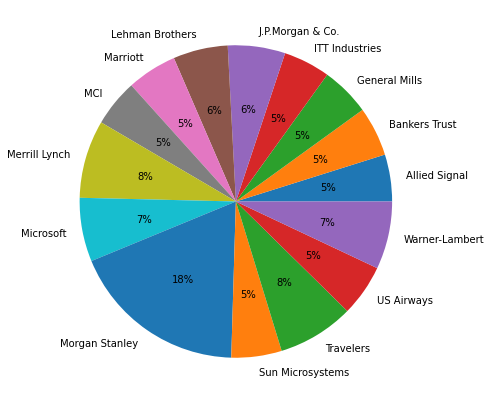 J.P.Morgan & Co.
Lehman Brothers
ITT Industries
Marriott
General Mills
MCI
Bankers Trust
Merrill Lynch
Allied Signal
Microsoft
Warner-Lambert
Morgan Stanley
US Airways
Travelers
Sun Microsystems
6%
6%
5%
5%
5%
5%
5%
8%
5%
7%
7%
5%
18%
8%
5%